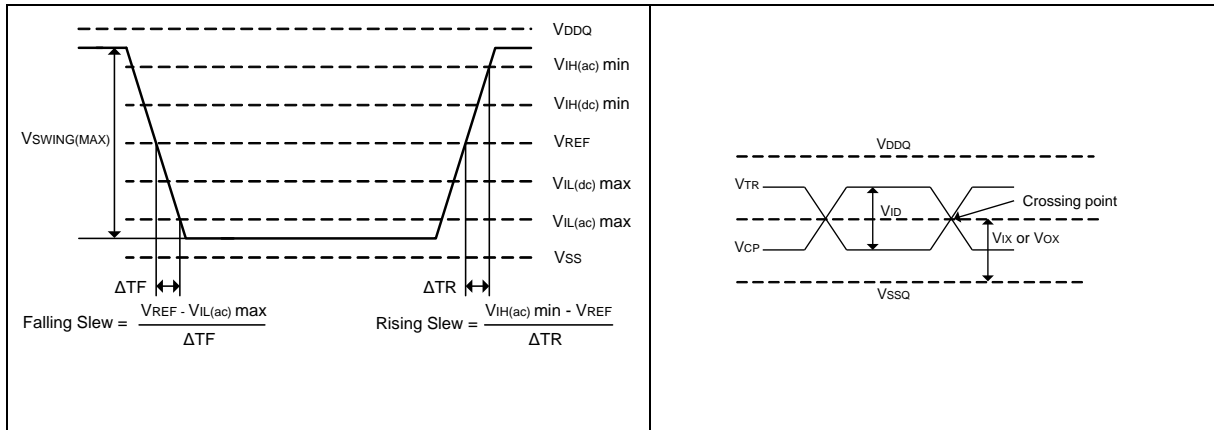 VDDQ
VIH(ac) min
VIH(dc) min
VSWING(MAX)
VREF
VIL(dc) max
VIL(ac) max
VSS
ΔTF
ΔTR
Falling Slew = VREF - VIL(ac) max
ΔTF
Rising Slew = VIH(ac) min - VREF
ΔTR
VDDQ
VTR
VID
Crossing point
VCP
VIX or VOX
VSSQ